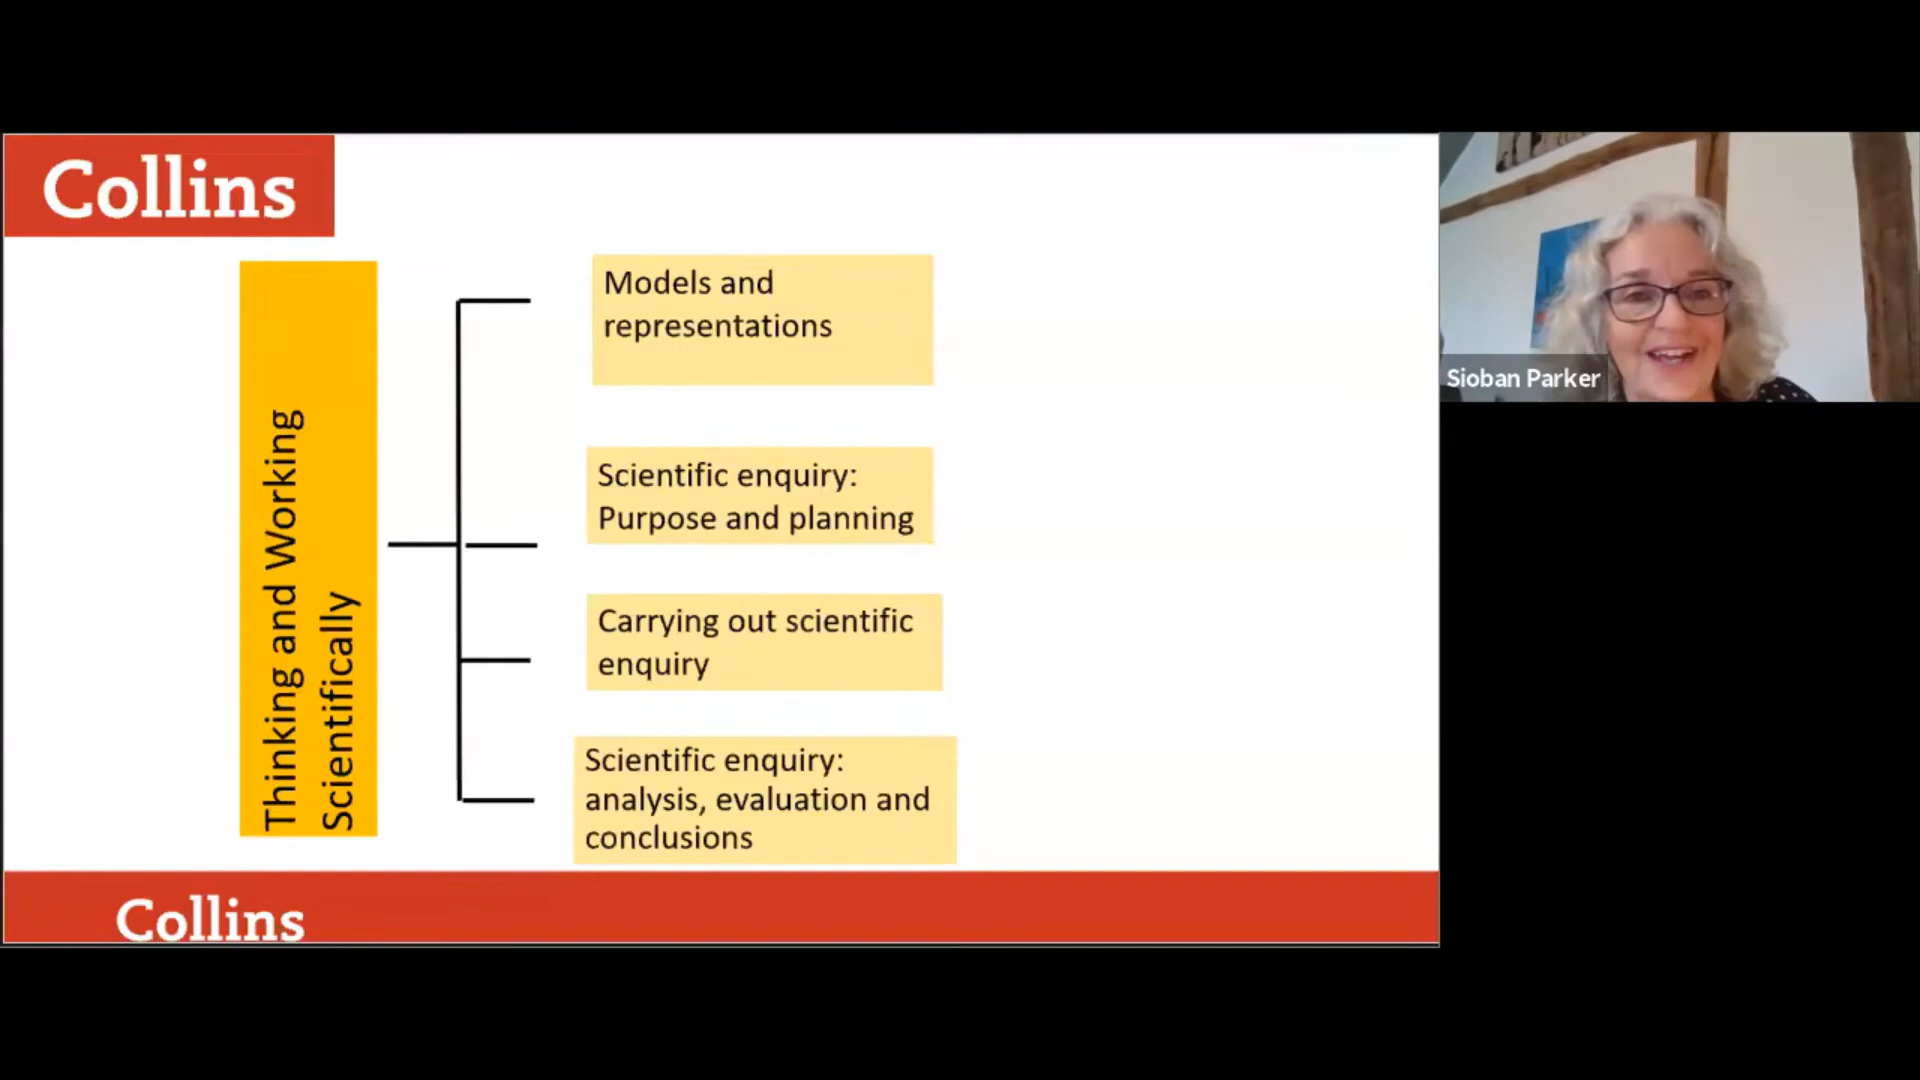 Collins
Thinking and Working
Scientifically
Models and
representations
Scientific enquiry:
Purpose and planning
Carrying out scientific
enquiry
Scientific enquiry:
analysis, evaluation and
conclusions
Collins
Sioban Parker